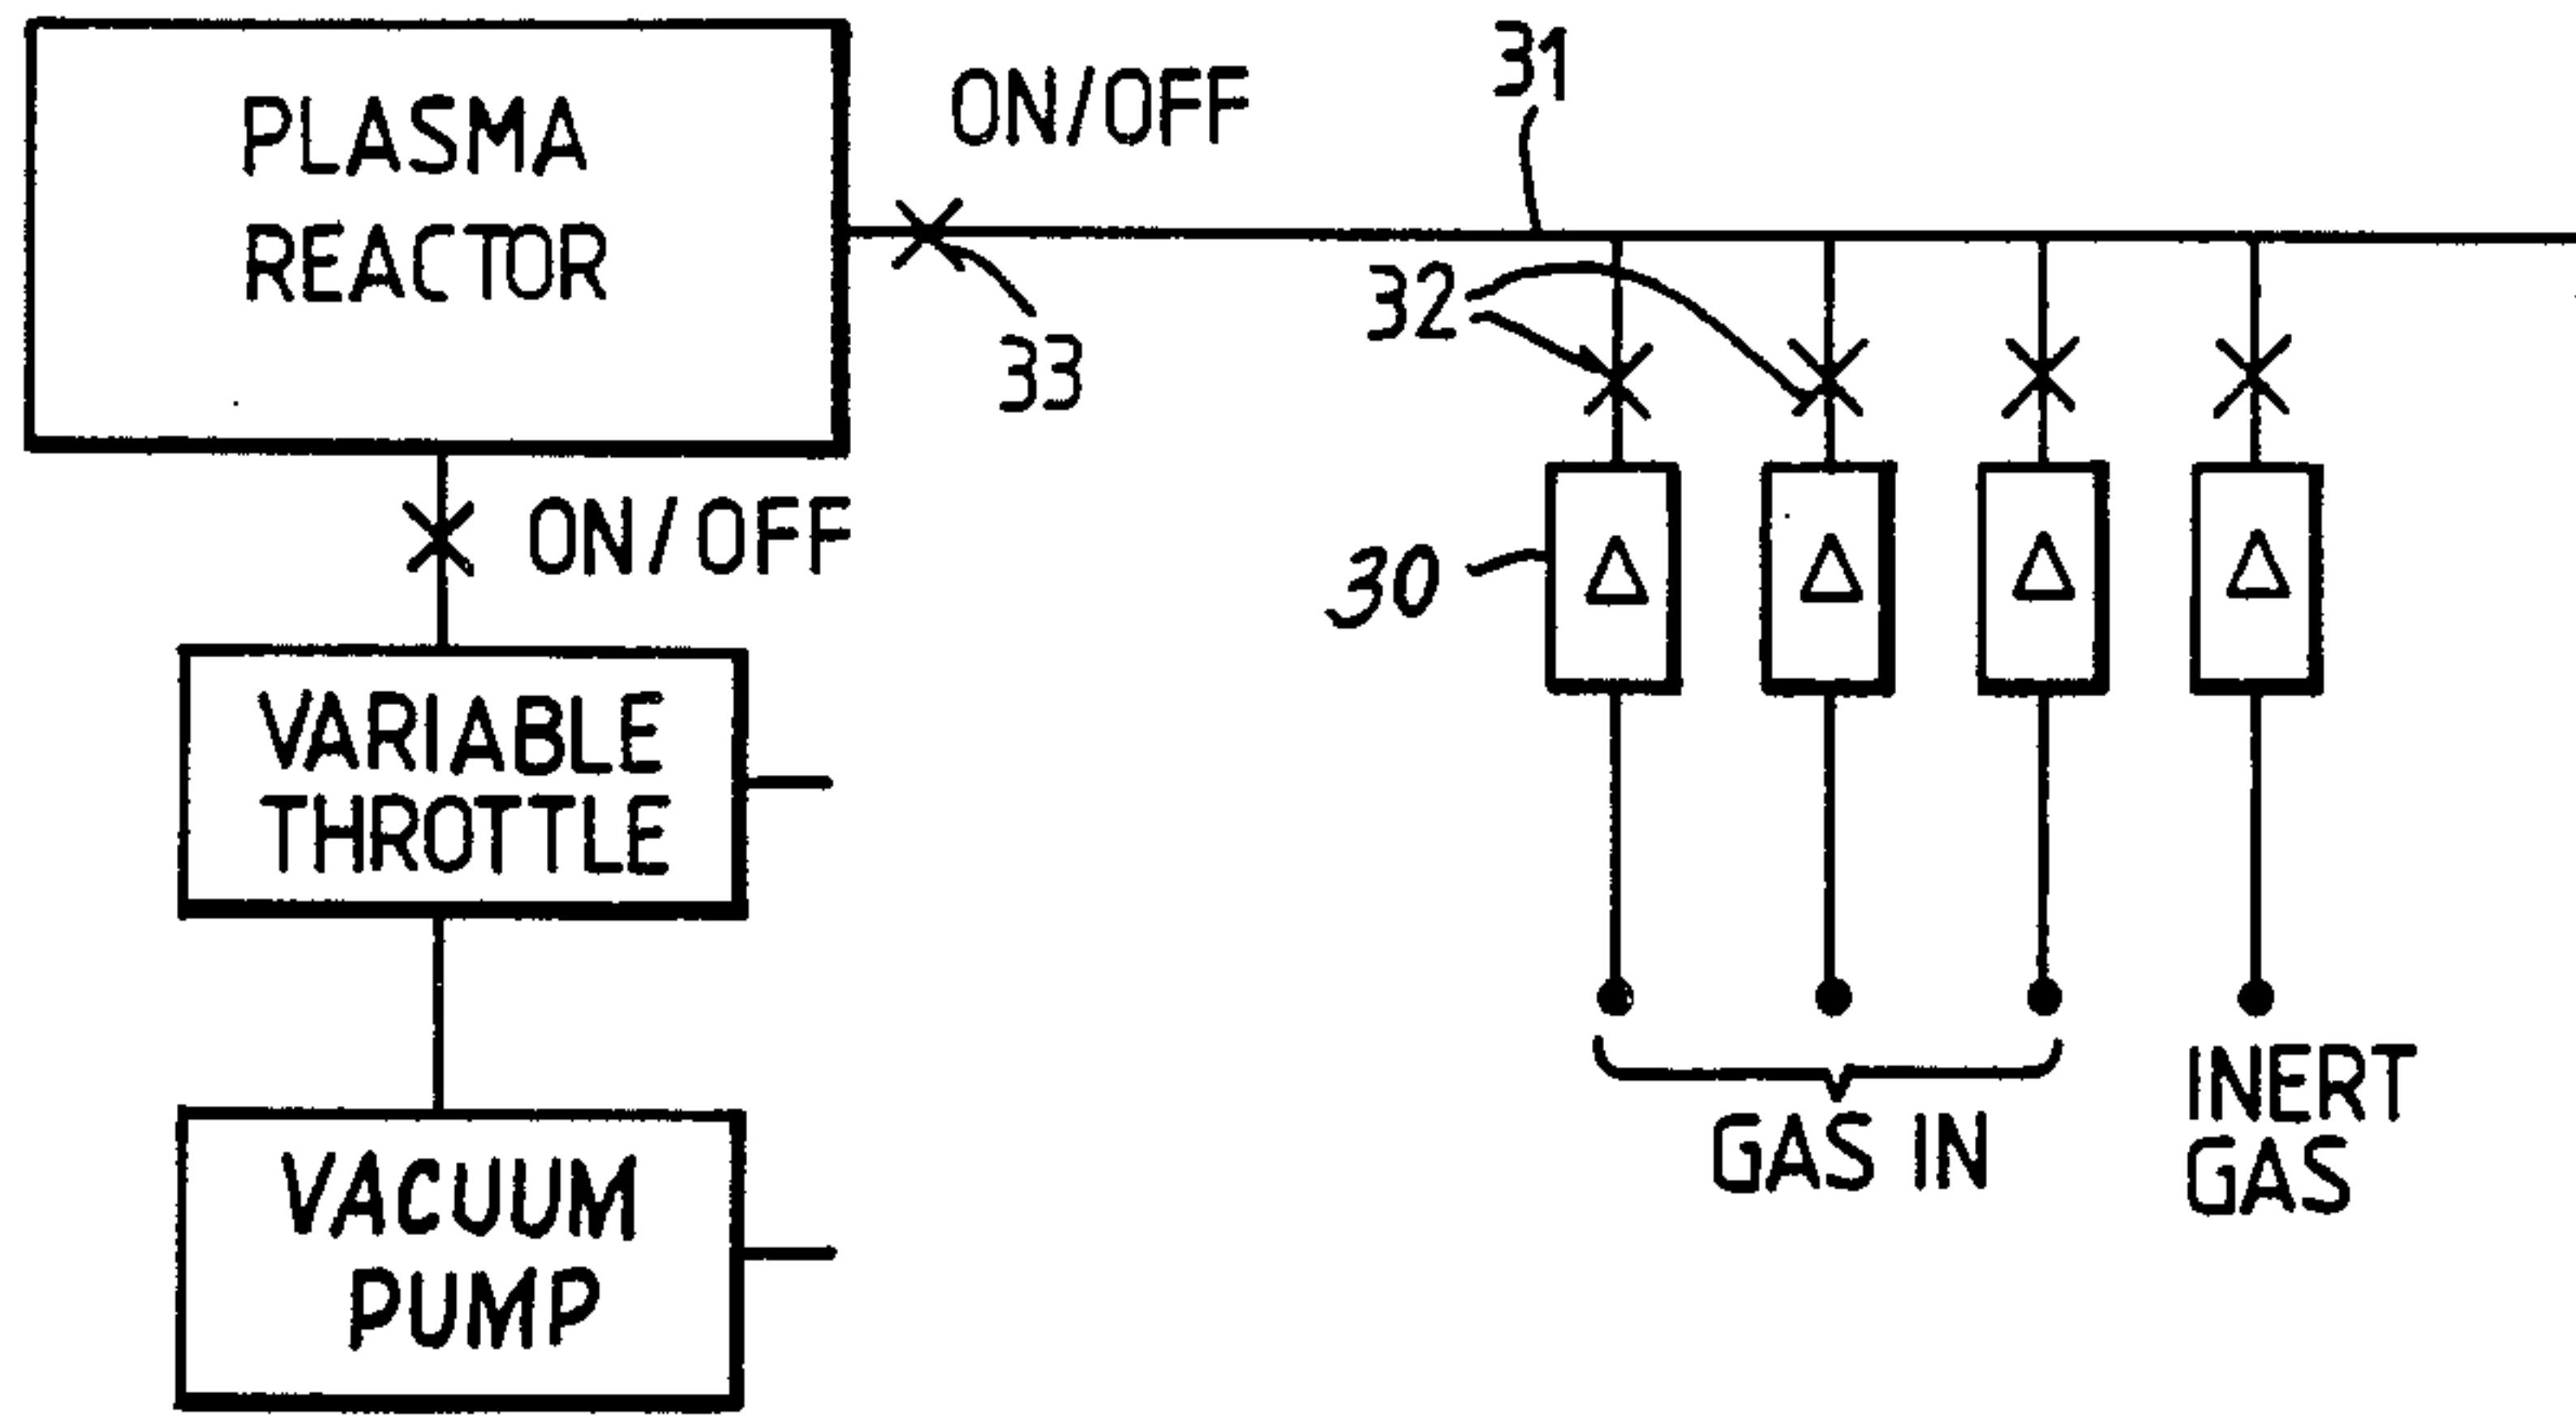 PLASMA
REACTOR
ON/OFF
31
33
32
ON/OFF
30
VARIABLE
THROTTLE
VACUUM
PUMP
GAS IN
INERT
GAS